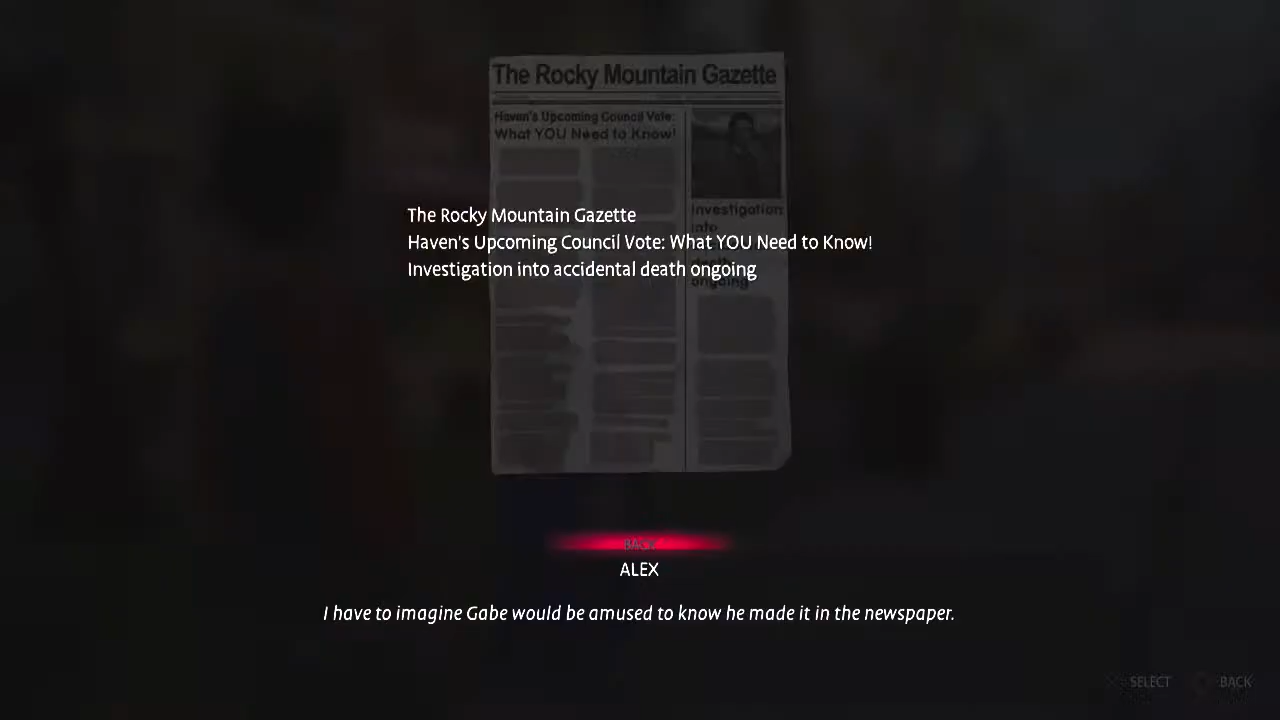 The Rocky Mountain Gazette
Haven's Upcoming Council Vote:
What YOU Need to Know!
Investigation
into
death
ongoing
The Rocky Mountain Gazette
Haven's Upcoming Council Vote: What YOU Need to Know!
Investigation into accidental death ongoing
BACK
ALEX
I have to imagine Gabe would be amused to know he made it in the newspaper.
SELECT
BACK